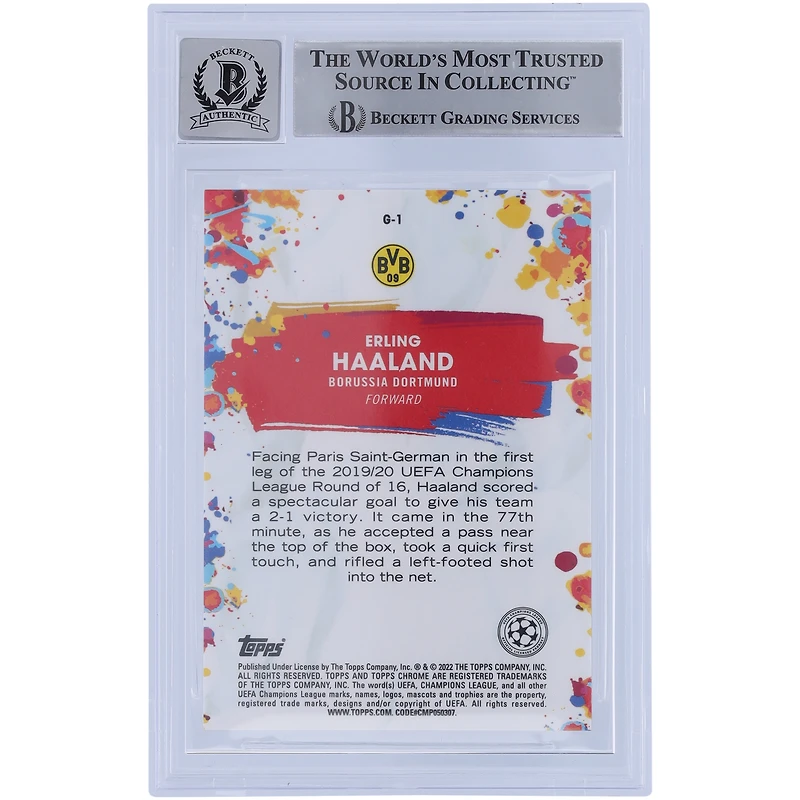 BECKETT
B
AUTHENTIC
THE WORLD'S MOST TRUSTED
SOURCE IN COLLECTING™
B BECKETT GRADING SERVICES
G-1
BVB
09
ERLING
HAALAND
BORUSSIA DORTMUND
FORWARD
Facing Paris Saint-German in the first
leg of the 2019/20 UEFA Champions
League Round of 16, Haaland scored
a spectacular goal to give his team
a 2-1 victory. It came in the 77th
minute, as he accepted a pass near
the top of the box, took a quick first
touch, and rifled a left-footed shot
into the net.
Topps®
Published Under License by The Topps Company, Inc. ® & © 2022 THE TOPPS COMPANY, INC.
ALL RIGHTS RESERVED. TOPPS AND TOPPS CHROME ARE REGISTERED TRADEMARKS
OF THE TOPPS COMPANY, INC. The word(s) UEFA, CHAMPIONS LEAGUE, and all other
UEFA Champions League marks, names, logos, mascots and trophies are the property,
registered trade marks, designs and/or copyright of UEFA. All rights reserved.
WWW.TOPPS.COM. CODE#CMP050307.